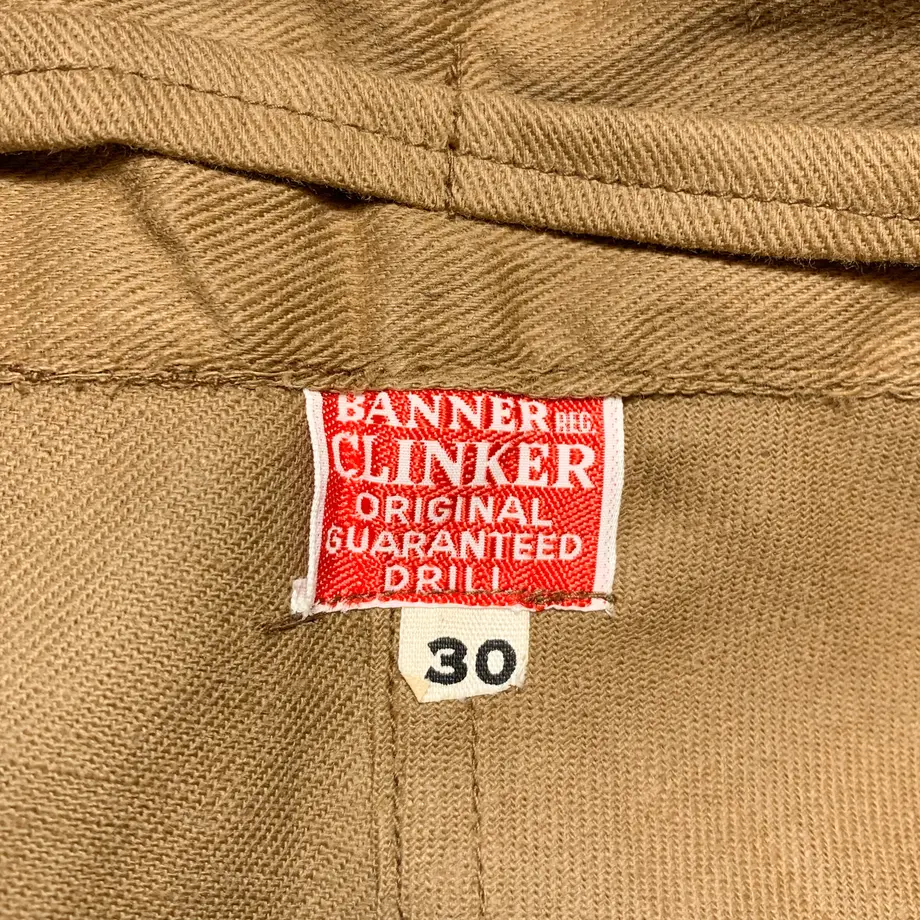 BANNER REG.
CLINKER
ORIGINAL
GUARANTEED
DRILL
30